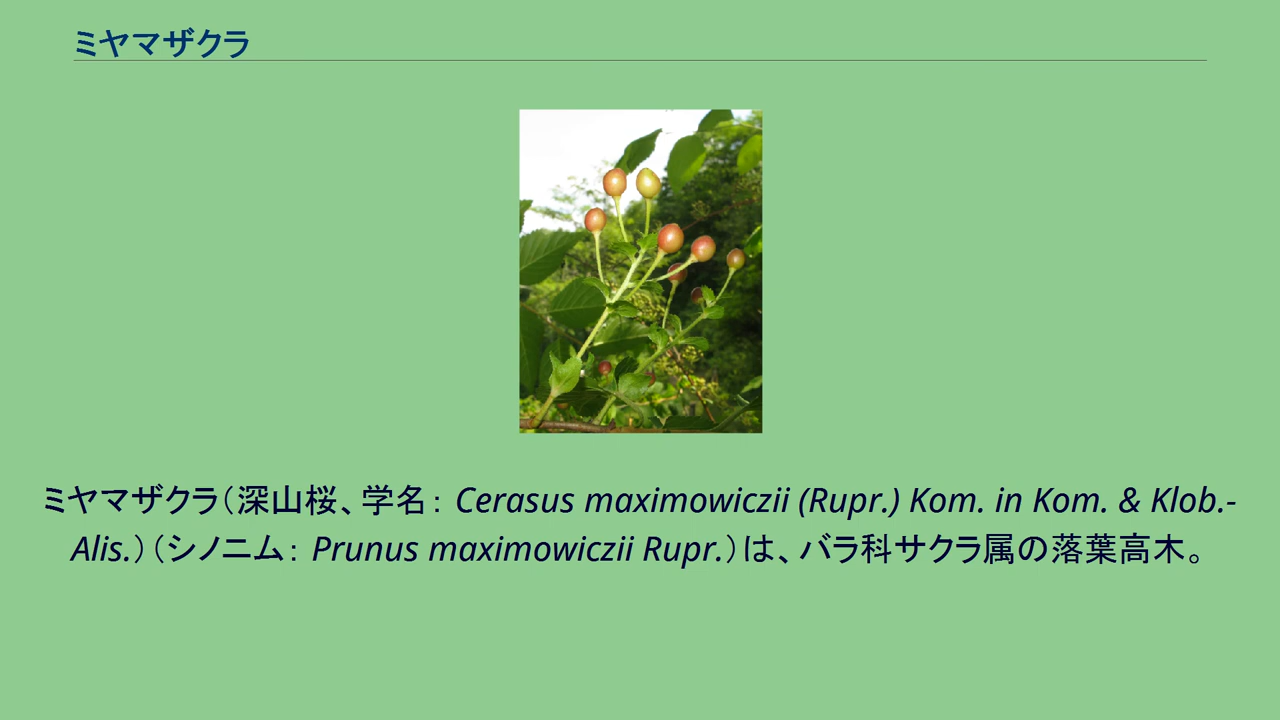 ミヤマザクラ
ミヤマザクラ（深山桜、学名： Cerasus maximowiczii (Rupr.) Kom. in Kom. & Klob.-
Alis.）（シノニム： Prunus maximowiczii Rupr.）は、バラ科サクラ属の落葉高木。